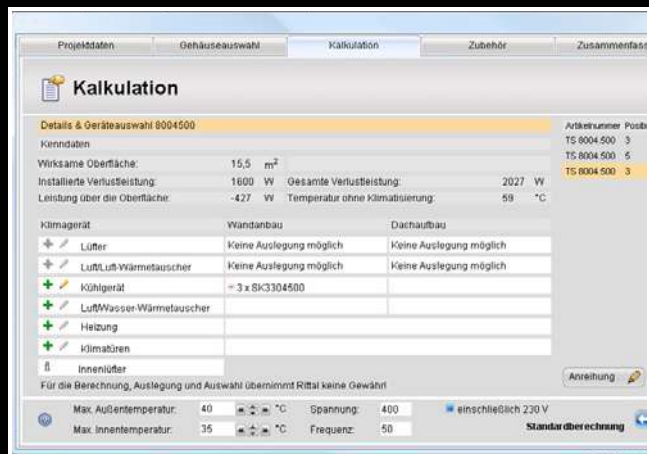 Projektdaten Gehäuseauswahl Kalkulation Zubehör Zusammenfass
Kalkulation
Details & Geräteauswahl 8004500
Artikelnummer Positi
Kenndaten
TS 8004.500 3
TS 8004.500 5
TS 8004.500 3
Wirksame Oberfläche: 15,5 m²
Installierte Verlustleistung: 1600 W Gesamte Verlustleistung: 2027 W
Leistung über die Oberfläche: -427 W Temperatur ohne Klimatisierung: 59 °C
Klimagerät Wandanbau Dachaufbau
Lüfter Keine Auslegung möglich Keine Auslegung möglich
Luft/Luft-Wärmetauscher Keine Auslegung möglich Keine Auslegung möglich
Kühlgerät 3 x SK3304500
Luft/Wasser-Wärmetauscher
Heizung
Klimatüren
Innenlüfter
Für die Berechnung, Auslegung und Auswahl übernimmt Rittal keine Gewähr!
Anreihung
Max. Außentemperatur: 40 °C Spannung: 400 einschließlich 230 V
Max. Innentemperatur: 35 °C Frequenz: 50 Standardberechnung